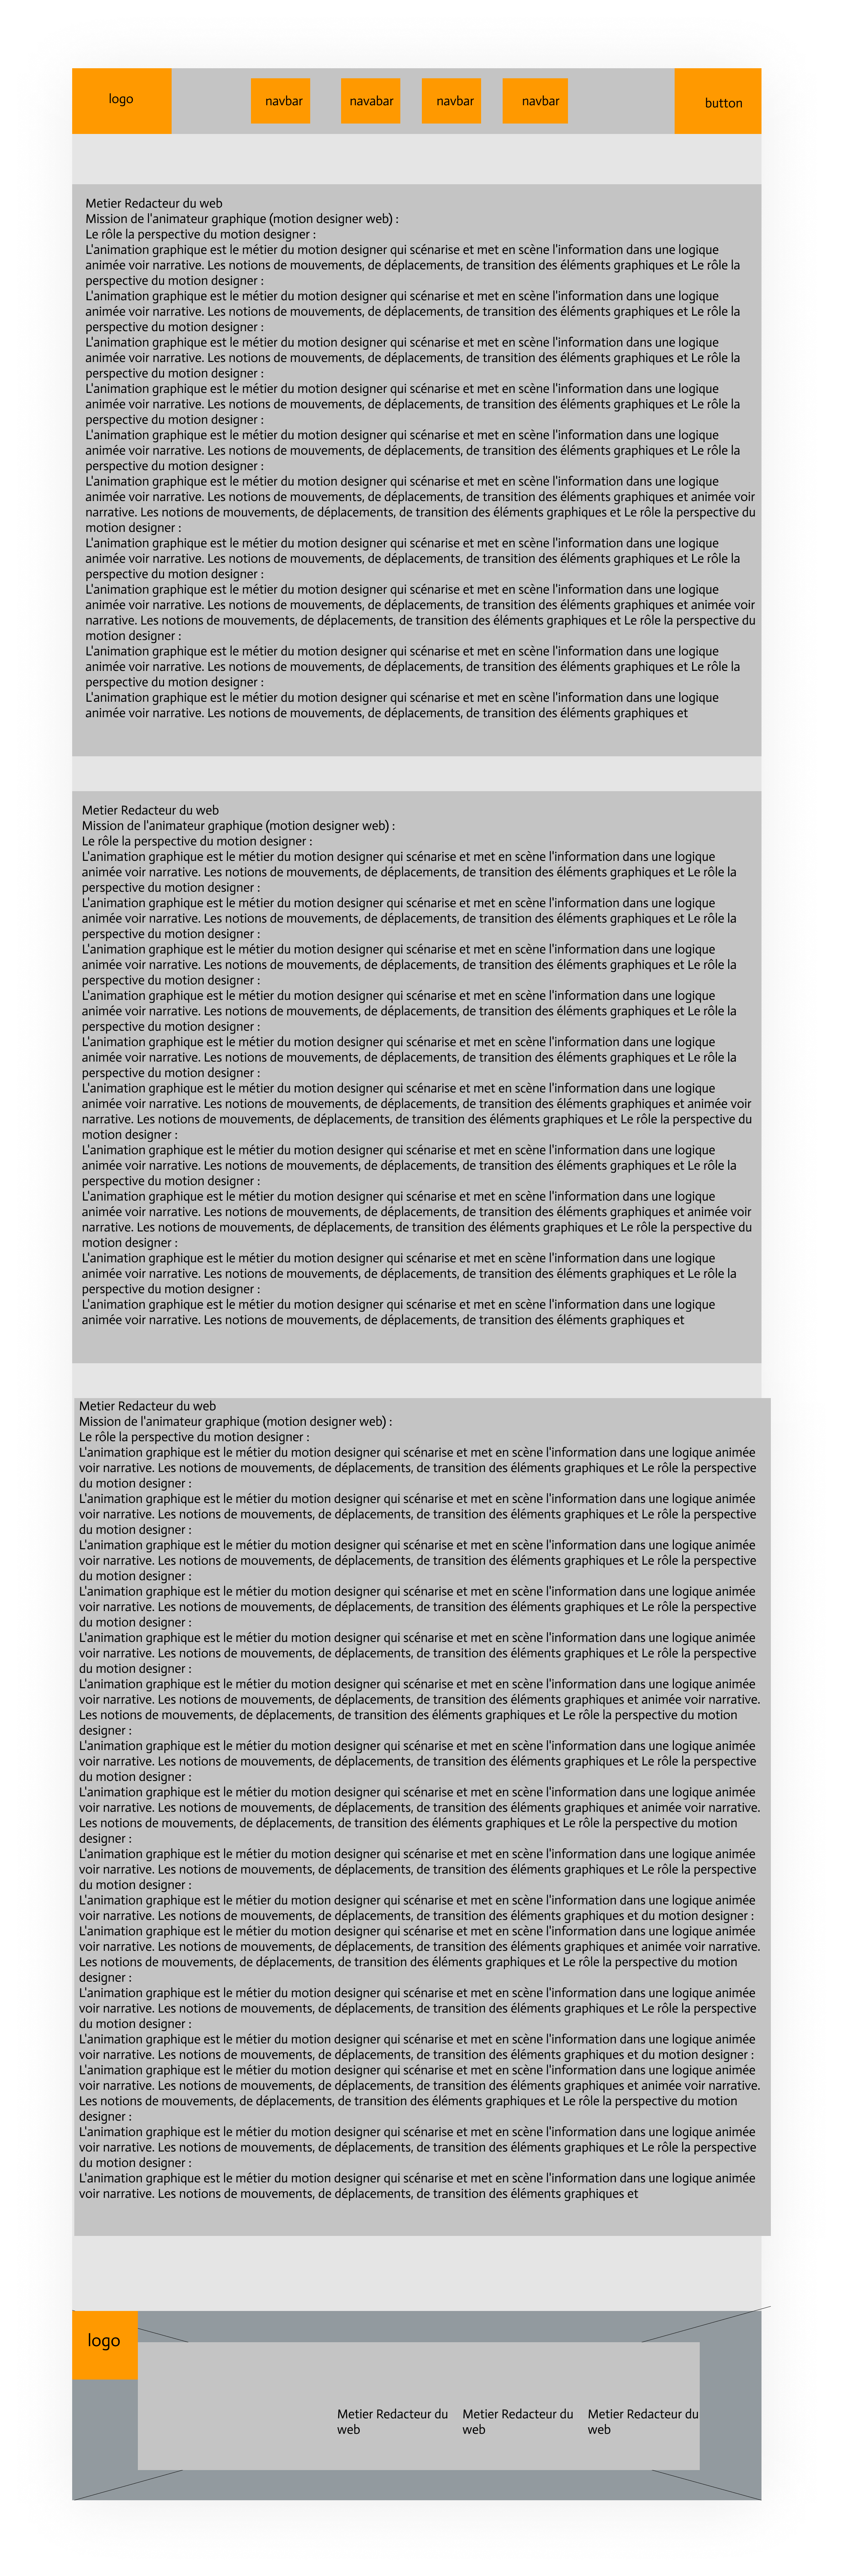 logo
navbar
navabar
navbar
navbar
button
Metier Redacteur du web
Mission de l'animateur graphique (motion designer web) :
Le rôle la perspective du motion designer :
L'animation graphique est le métier du motion designer qui scénarise et met en scène l'information dans une logique
animée voir narrative. Les notions de mouvements, de déplacements, de transition des éléments graphiques et Le rôle la
perspective du motion designer :
L'animation graphique est le métier du motion designer qui scénarise et met en scène l'information dans une logique
animée voir narrative. Les notions de mouvements, de déplacements, de transition des éléments graphiques et Le rôle la
perspective du motion designer :
L'animation graphique est le métier du motion designer qui scénarise et met en scène l'information dans une logique
animée voir narrative. Les notions de mouvements, de déplacements, de transition des éléments graphiques et Le rôle la
perspective du motion designer :
L'animation graphique est le métier du motion designer qui scénarise et met en scène l'information dans une logique
animée voir narrative. Les notions de mouvements, de déplacements, de transition des éléments graphiques et Le rôle la
perspective du motion designer :
L'animation graphique est le métier du motion designer qui scénarise et met en scène l'information dans une logique
animée voir narrative. Les notions de mouvements, de déplacements, de transition des éléments graphiques et Le rôle la
perspective du motion designer :
L'animation graphique est le métier du motion designer qui scénarise et met en scène l'information dans une logique
animée voir narrative. Les notions de mouvements, de déplacements, de transition des éléments graphiques et animée voir
narrative. Les notions de mouvements, de déplacements, de transition des éléments graphiques et Le rôle la perspective du
motion designer :
L'animation graphique est le métier du motion designer qui scénarise et met en scène l'information dans une logique
animée voir narrative. Les notions de mouvements, de déplacements, de transition des éléments graphiques et Le rôle la
perspective du motion designer :
L'animation graphique est le métier du motion designer qui scénarise et met en scène l'information dans une logique
animée voir narrative. Les notions de mouvements, de déplacements, de transition des éléments graphiques et animée voir
narrative. Les notions de mouvements, de déplacements, de transition des éléments graphiques et Le rôle la perspective du
motion designer :
L'animation graphique est le métier du motion designer qui scénarise et met en scène l'information dans une logique
animée voir narrative. Les notions de mouvements, de déplacements, de transition des éléments graphiques et Le rôle la
perspective du motion designer :
L'animation graphique est le métier du motion designer qui scénarise et met en scène l'information dans une logique
animée voir narrative. Les notions de mouvements, de déplacements, de transition des éléments graphiques et
Metier Redacteur du web
Mission de l'animateur graphique (motion designer web) :
Le rôle la perspective du motion designer :
L'animation graphique est le métier du motion designer qui scénarise et met en scène l'information dans une logique
animée voir narrative. Les notions de mouvements, de déplacements, de transition des éléments graphiques et Le rôle la
perspective du motion designer :
L'animation graphique est le métier du motion designer qui scénarise et met en scène l'information dans une logique
animée voir narrative. Les notions de mouvements, de déplacements, de transition des éléments graphiques et Le rôle la
perspective du motion designer :
L'animation graphique est le métier du motion designer qui scénarise et met en scène l'information dans une logique
animée voir narrative. Les notions de mouvements, de déplacements, de transition des éléments graphiques et Le rôle la
perspective du motion designer :
L'animation graphique est le métier du motion designer qui scénarise et met en scène l'information dans une logique
animée voir narrative. Les notions de mouvements, de déplacements, de transition des éléments graphiques et Le rôle la
perspective du motion designer :
L'animation graphique est le métier du motion designer qui scénarise et met en scène l'information dans une logique
animée voir narrative. Les notions de mouvements, de déplacements, de transition des éléments graphiques et Le rôle la
perspective du motion designer :
L'animation graphique est le métier du motion designer qui scénarise et met en scène l'information dans une logique
animée voir narrative. Les notions de mouvements, de déplacements, de transition des éléments graphiques et animée voir
narrative. Les notions de mouvements, de déplacements, de transition des éléments graphiques et Le rôle la perspective du
motion designer :
L'animation graphique est le métier du motion designer qui scénarise et met en scène l'information dans une logique
animée voir narrative. Les notions de mouvements, de déplacements, de transition des éléments graphiques et Le rôle la
perspective du motion designer :
L'animation graphique est le métier du motion designer qui scénarise et met en scène l'information dans une logique
animée voir narrative. Les notions de mouvements, de déplacements, de transition des éléments graphiques et animée voir
narrative. Les notions de mouvements, de déplacements, de transition des éléments graphiques et Le rôle la perspective du
motion designer :
L'animation graphique est le métier du motion designer qui scénarise et met en scène l'information dans une logique
animée voir narrative. Les notions de mouvements, de déplacements, de transition des éléments graphiques et Le rôle la
perspective du motion designer :
L'animation graphique est le métier du motion designer qui scénarise et met en scène l'information dans une logique
animée voir narrative. Les notions de mouvements, de déplacements, de transition des éléments graphiques et
Metier Redacteur du web
Mission de l'animateur graphique (motion designer web) :
Le rôle la perspective du motion designer :
L'animation graphique est le métier du motion designer qui scénarise et met en scène l'information dans une logique animée
voir narrative. Les notions de mouvements, de déplacements, de transition des éléments graphiques et Le rôle la perspective
du motion designer :
L'animation graphique est le métier du motion designer qui scénarise et met en scène l'information dans une logique animée
voir narrative. Les notions de mouvements, de déplacements, de transition des éléments graphiques et Le rôle la perspective
du motion designer :
L'animation graphique est le métier du motion designer qui scénarise et met en scène l'information dans une logique animée
voir narrative. Les notions de mouvements, de déplacements, de transition des éléments graphiques et Le rôle la perspective
du motion designer :
L'animation graphique est le métier du motion designer qui scénarise et met en scène l'information dans une logique animée
voir narrative. Les notions de mouvements, de déplacements, de transition des éléments graphiques et Le rôle la perspective
du motion designer :
L'animation graphique est le métier du motion designer qui scénarise et met en scène l'information dans une logique animée
voir narrative. Les notions de mouvements, de déplacements, de transition des éléments graphiques et Le rôle la perspective
du motion designer :
L'animation graphique est le métier du motion designer qui scénarise et met en scène l'information dans une logique animée
voir narrative. Les notions de mouvements, de déplacements, de transition des éléments graphiques et animée voir narrative.
Les notions de mouvements, de déplacements, de transition des éléments graphiques et Le rôle la perspective du motion
designer :
L'animation graphique est le métier du motion designer qui scénarise et met en scène l'information dans une logique animée
voir narrative. Les notions de mouvements, de déplacements, de transition des éléments graphiques et Le rôle la perspective
du motion designer :
L'animation graphique est le métier du motion designer qui scénarise et met en scène l'information dans une logique animée
voir narrative. Les notions de mouvements, de déplacements, de transition des éléments graphiques et animée voir narrative.
Les notions de mouvements, de déplacements, de transition des éléments graphiques et Le rôle la perspective du motion
designer :
L'animation graphique est le métier du motion designer qui scénarise et met en scène l'information dans une logique animée
voir narrative. Les notions de mouvements, de déplacements, de transition des éléments graphiques et Le rôle la perspective
du motion designer :
L'animation graphique est le métier du motion designer qui scénarise et met en scène l'information dans une logique animée
voir narrative. Les notions de mouvements, de déplacements, de transition des éléments graphiques et du motion designer :
L'animation graphique est le métier du motion designer qui scénarise et met en scène l'information dans une logique animée
voir narrative. Les notions de mouvements, de déplacements, de transition des éléments graphiques et animée voir narrative.
Les notions de mouvements, de déplacements, de transition des éléments graphiques et Le rôle la perspective du motion
designer :
L'animation graphique est le métier du motion designer qui scénarise et met en scène l'information dans une logique animée
voir narrative. Les notions de mouvements, de déplacements, de transition des éléments graphiques et Le rôle la perspective
du motion designer :
L'animation graphique est le métier du motion designer qui scénarise et met en scène l'information dans une logique animée
voir narrative. Les notions de mouvements, de déplacements, de transition des éléments graphiques et du motion designer :
L'animation graphique est le métier du motion designer qui scénarise et met en scène l'information dans une logique animée
voir narrative. Les notions de mouvements, de déplacements, de transition des éléments graphiques et animée voir narrative.
Les notions de mouvements, de déplacements, de transition des éléments graphiques et Le rôle la perspective du motion
designer :
L'animation graphique est le métier du motion designer qui scénarise et met en scène l'information dans une logique animée
voir narrative. Les notions de mouvements, de déplacements, de transition des éléments graphiques et Le rôle la perspective
du motion designer :
L'animation graphique est le métier du motion designer qui scénarise et met en scène l'information dans une logique animée
voir narrative. Les notions de mouvements, de déplacements, de transition des éléments graphiques et
logo
Metier Redacteur du
web
Metier Redacteur du
web
Metier Redacteur du
web